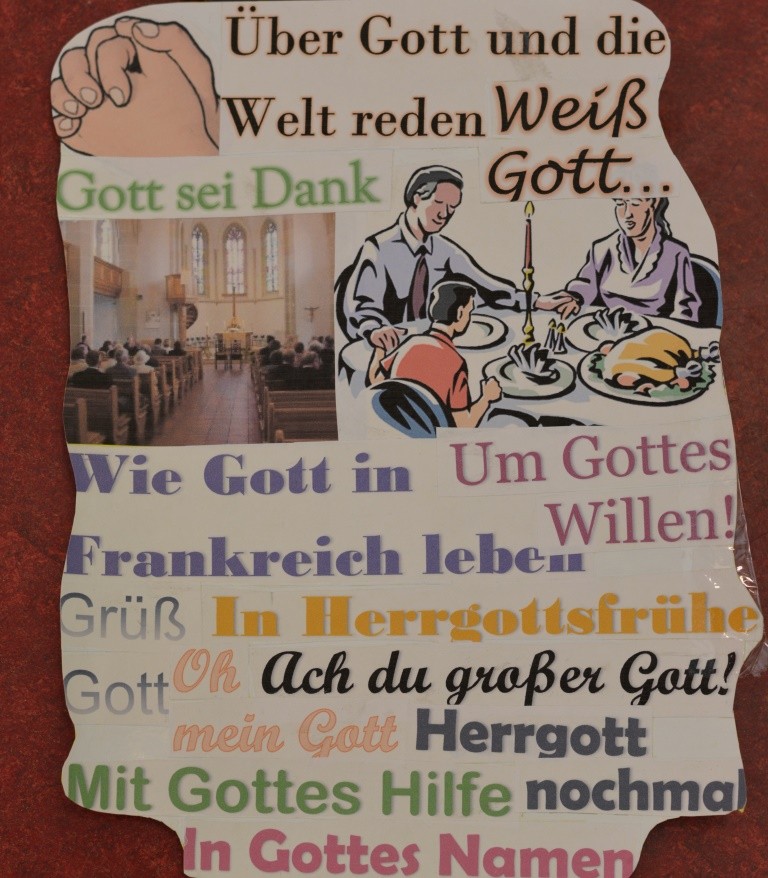 Über Gott und die
Welt reden
Weiß
Gott...
Gott sei Dank
Wie Gott in
Frankreich leben
Um Gottes
Willen!
Grüß
Gott
In Herrgottsfrühe
Oh
mein Gott
Ach du großer Gott!
Herrgott
nochmal
Mit Gottes Hilfe
In Gottes Namen